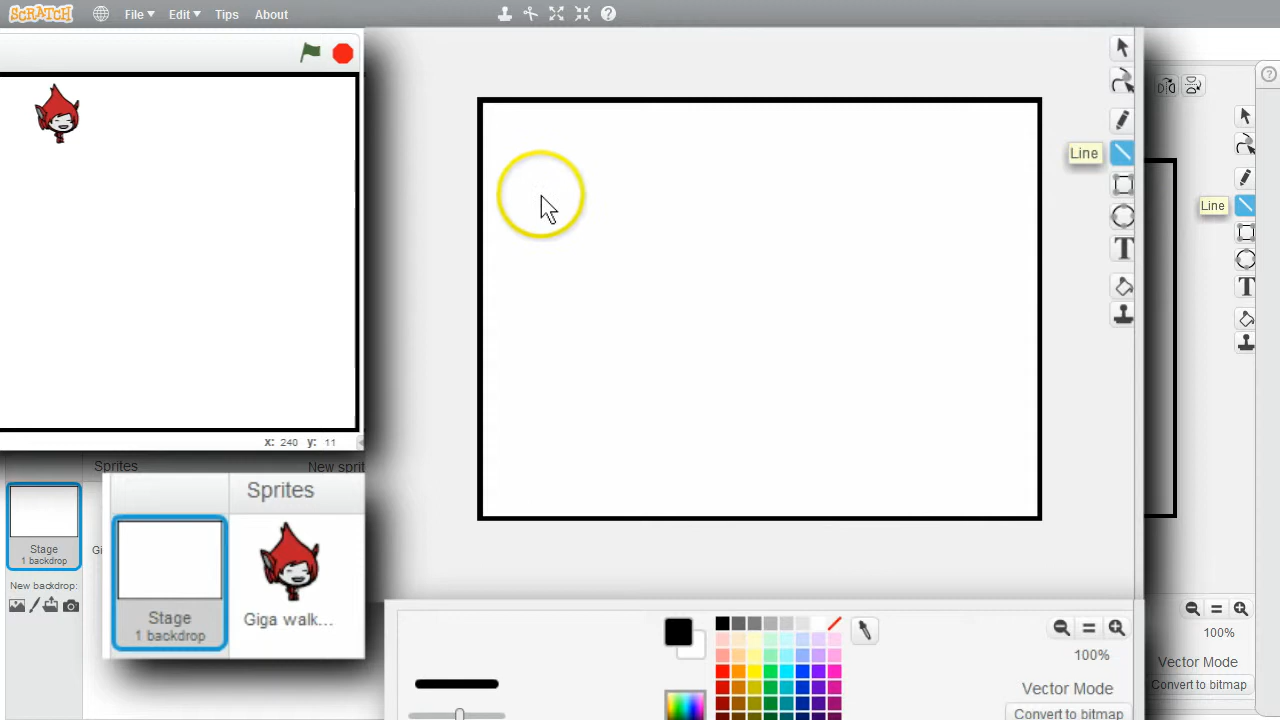 SCRATCH File Edit Tips About
Line
Line
x: 240 y: 11
Sprites New sprit
Sprites
Stage
1 backdrop
Gi
New backdrop:
Stage
1 backdrop
Giga walk...
100%
Vector Mode
Convert to bitmap
100%
Vector Mode
Convert to bitmap